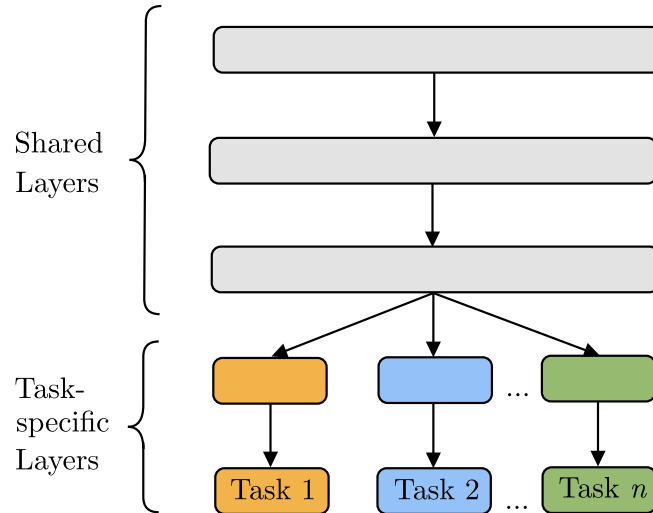 Shared
Layers
Task-
specific
Layers
...
Task 1
Task 2
...
Task n